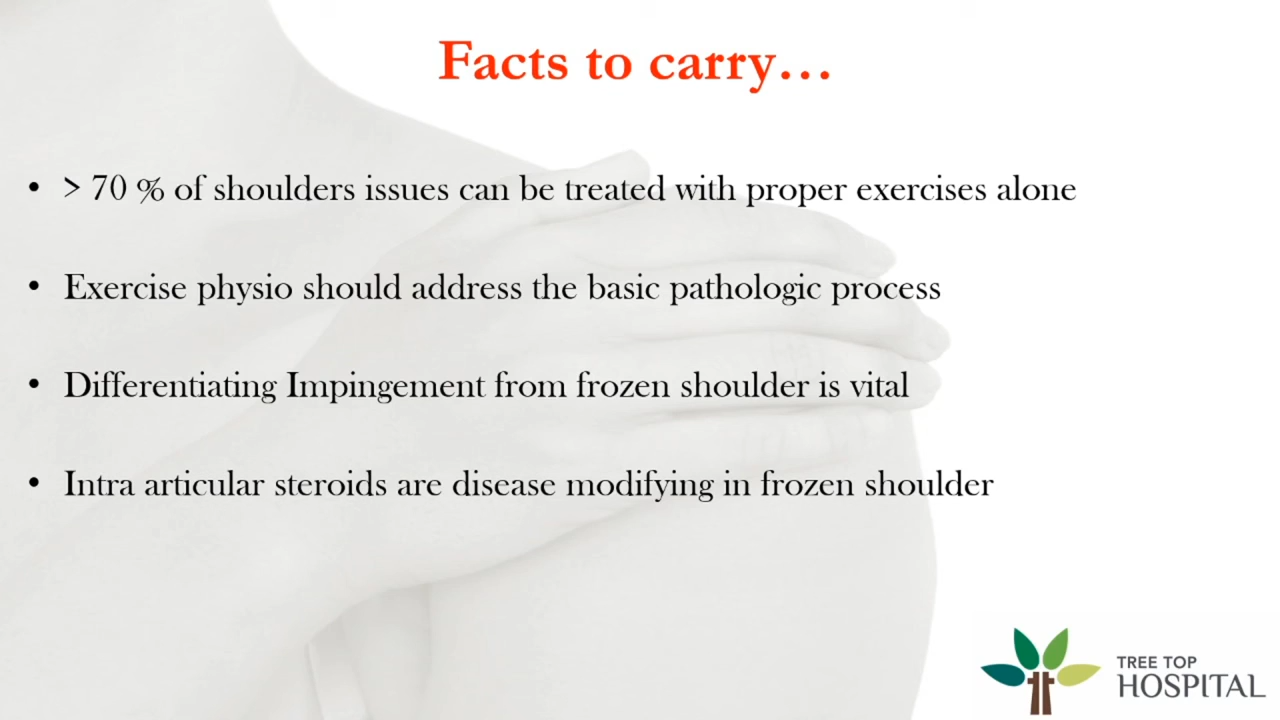 Facts to carry…
• > 70 % of shoulders issues can be treated with proper exercises alone
• Exercise physio should address the basic pathologic process
• Differentiating Impingement from frozen shoulder is vital
• Intra articular steroids are disease modifying in frozen shoulder
TREE TOP
HOSPITAL